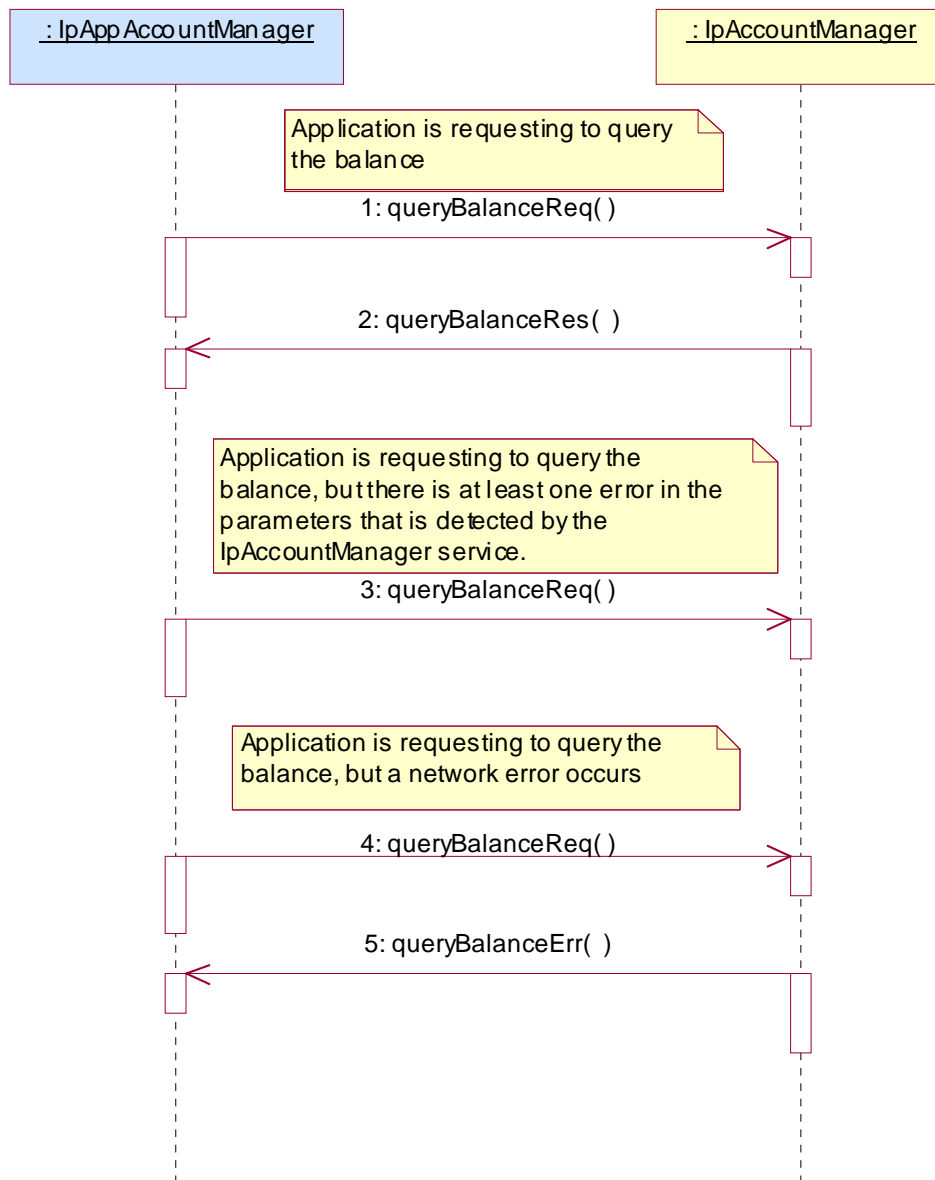 : IpAppAccountManager
: IpAccountManager
Application is requesting to query
the balance
1: queryBalanceReq( )
2: queryBalanceRes( )
Application is requesting to query the
balance, but there is at least one error in the
parameters that is detected by the
IpAccountManager service.
3: queryBalanceReq( )
Application is requesting to query the
balance, but a network error occurs
4: queryBalanceReq( )
5: queryBalanceErr( )